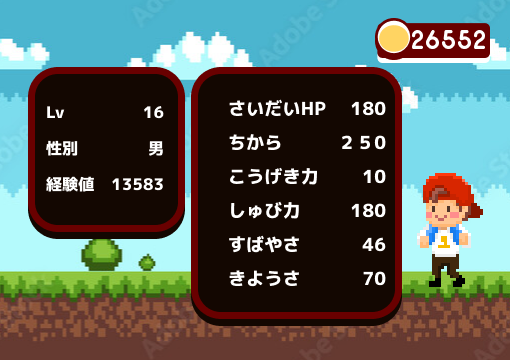 26552
Lv 16
性別 男
経験値 13583
さいだいHP 180
ちから ２５０
こうげき力 10
しゅび力 180
すばやさ 46
きようさ 70
1